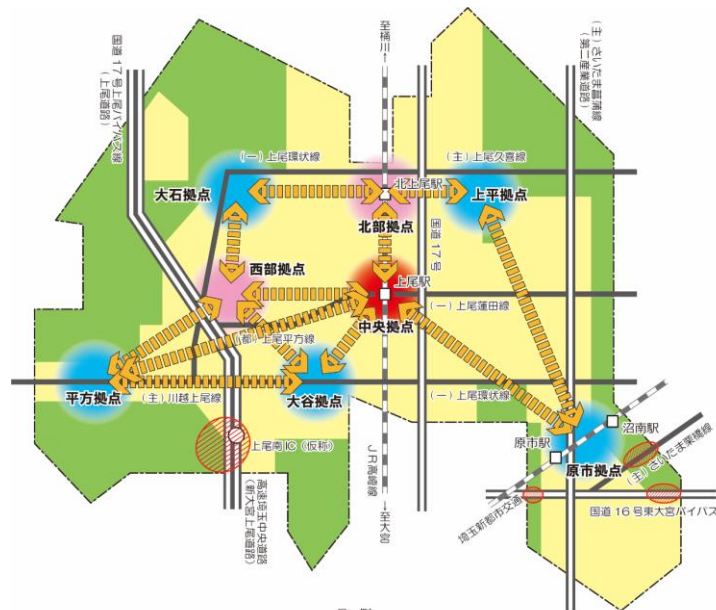 至桶川→
(主)さいたま菖蒲線
(第二産業道路)
国道17号上尾バイパス線
(上尾道路)
(一)上尾環状線
(主)上尾久喜線
大石拠点
北上尾駅
上平拠点
北部拠点
国道17号
西部拠点
上尾駅
(一)上尾蓮田線
中央拠点
(都)上尾平方線
平方拠点
(主)川越上尾線
大谷拠点
(一)上尾環状線
沼南駅
原市駅
上尾南IC(仮称)
JR高崎線
原市拠点
(主)さいたま栗橋線
高速埼玉中央道路
(新大宮上尾道路)
→至大宮
埼玉新都市交通
国道16号東大宮バイパス